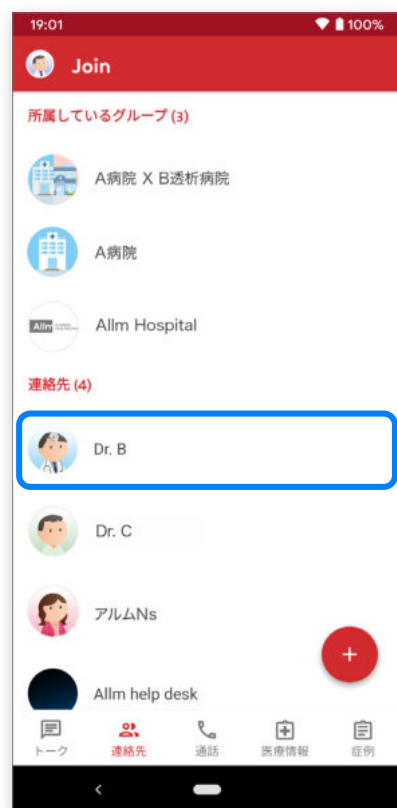 19:01 100%
Join
所属しているグループ (3)
A病院 X B透析病院
A病院
Allm
Allm Hospital
連絡先 (4)
Dr. B
Dr. C
アルムNs
Allm help desk
トーク 連絡先 通話 医療情報 症例